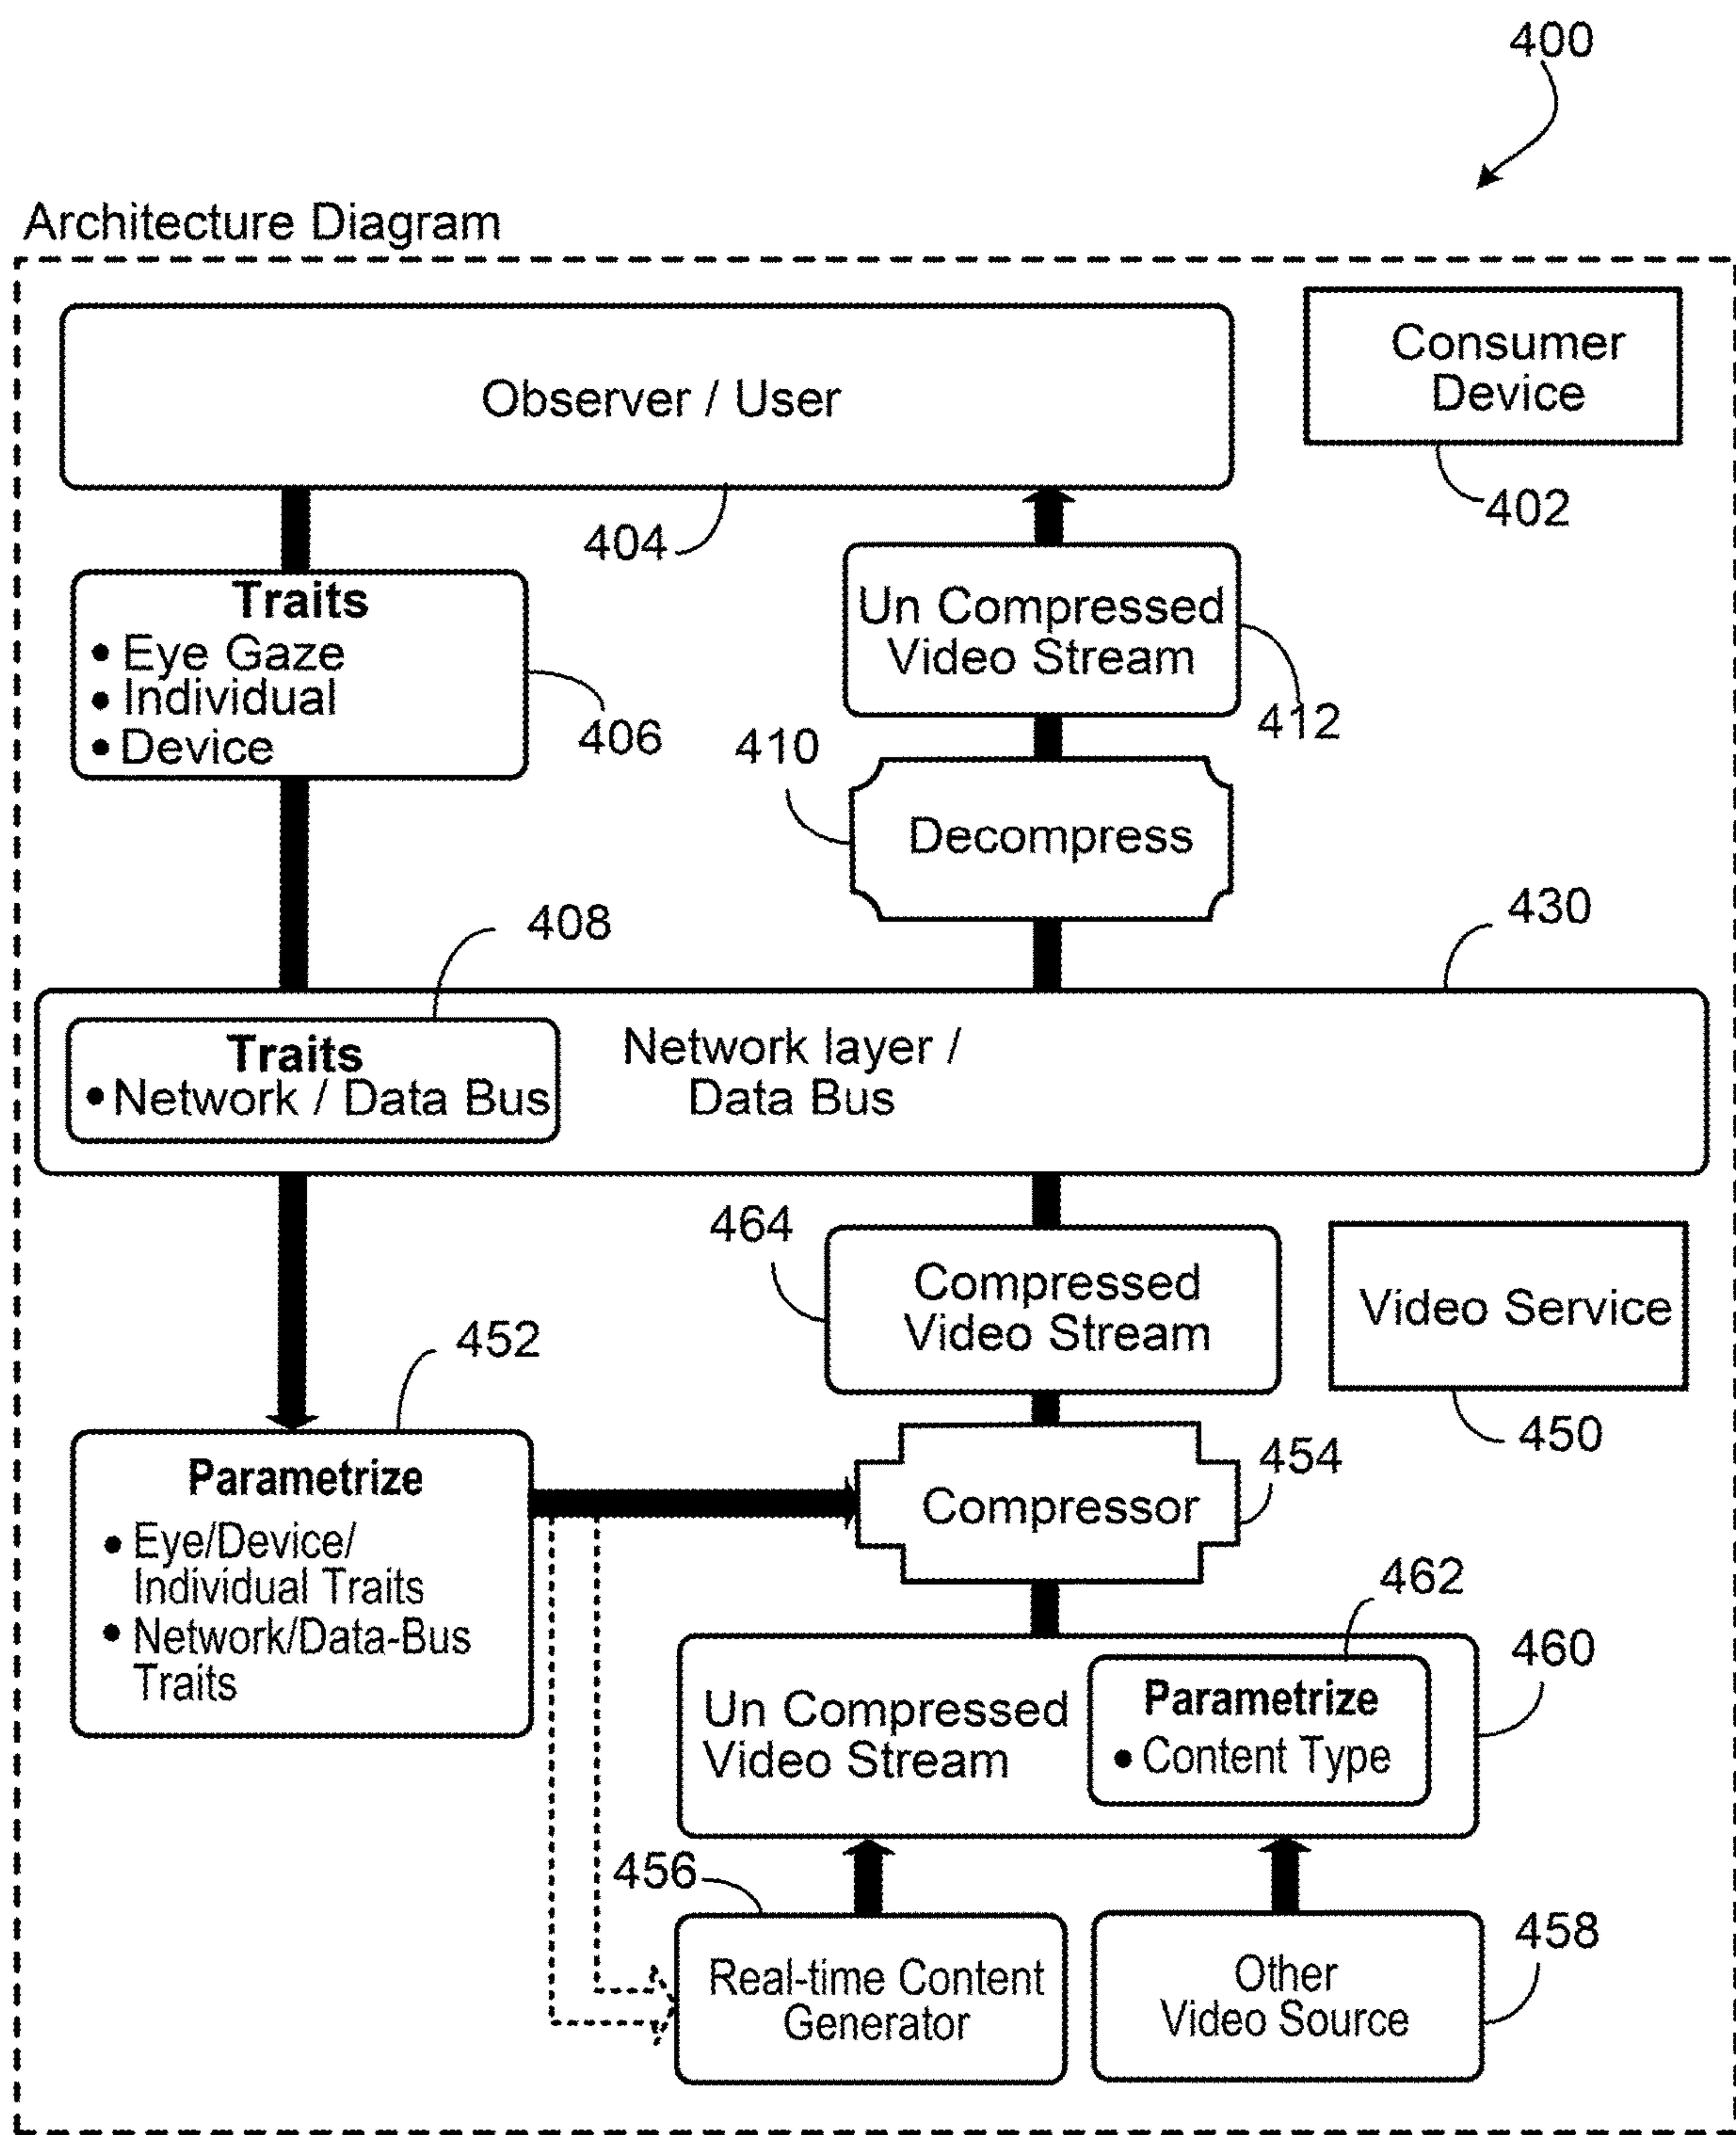 400
Architecture Diagram
Observer / User
Consumer
Device
402
404
Traits
• Eye Gaze
• Individual
• Device
406
Un Compressed
Video Stream
412
410
Decompress
430
408
Traits
• Network / Data Bus
Network layer /
Data Bus
464
Compressed
Video Stream
Video Service
450
452
Parametrize
• Eye/Device/
Individual Traits
• Network/Data-Bus
Traits
Compressor
454
462
460
Un Compressed
Video Stream
Parametrize
• Content Type
456
Real-time Content
Generator
Other
Video Source
458